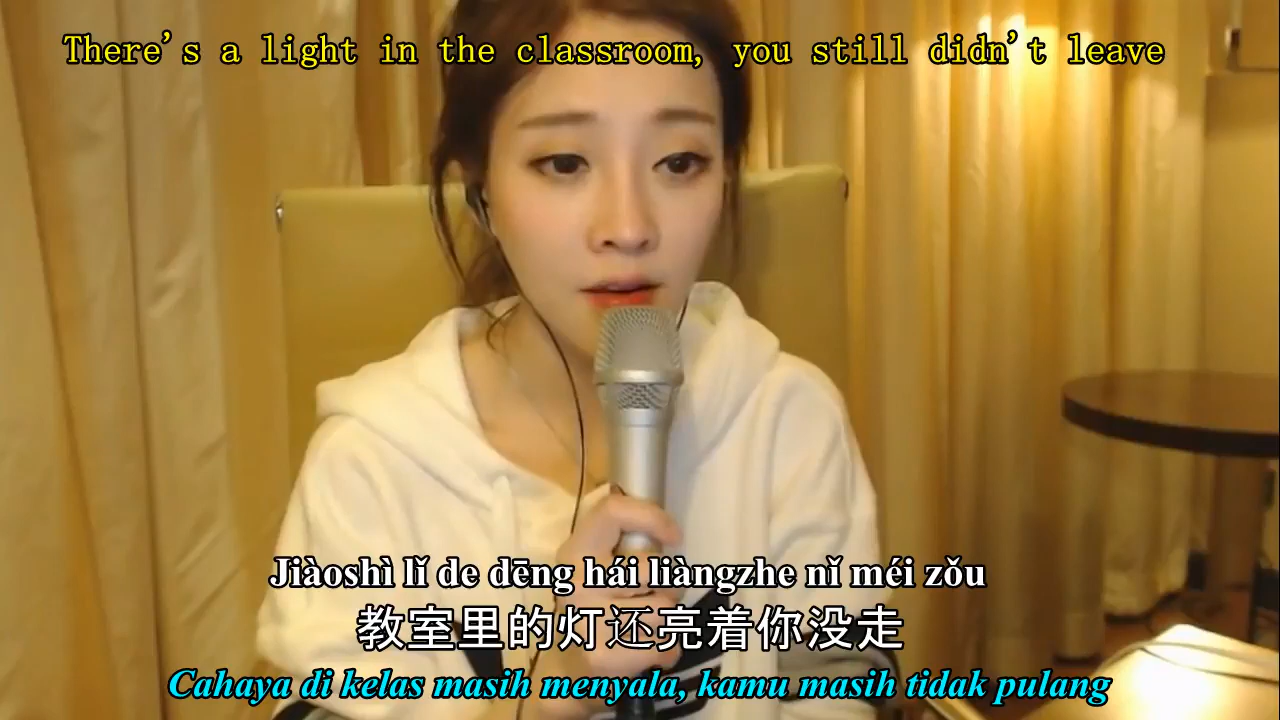 There's a light in the classroom, you still didn't leave
Jiàoshì lǐ de dēng hái liàngzhe nǐ méi zǒu
教室里的灯还亮着你没走
Cahaya di kelas masih menyala, kamu masih tidak pulang